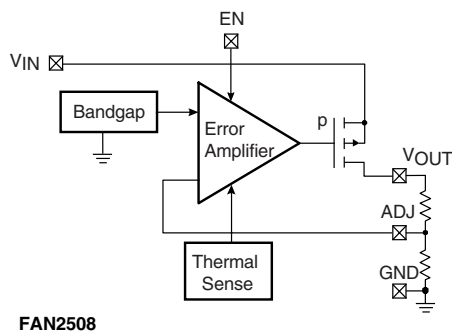 EN
VIN
Bandgap
Error
Amplifier
p
VOUT
ADJ
Thermal
Sense
GND
FAN2508